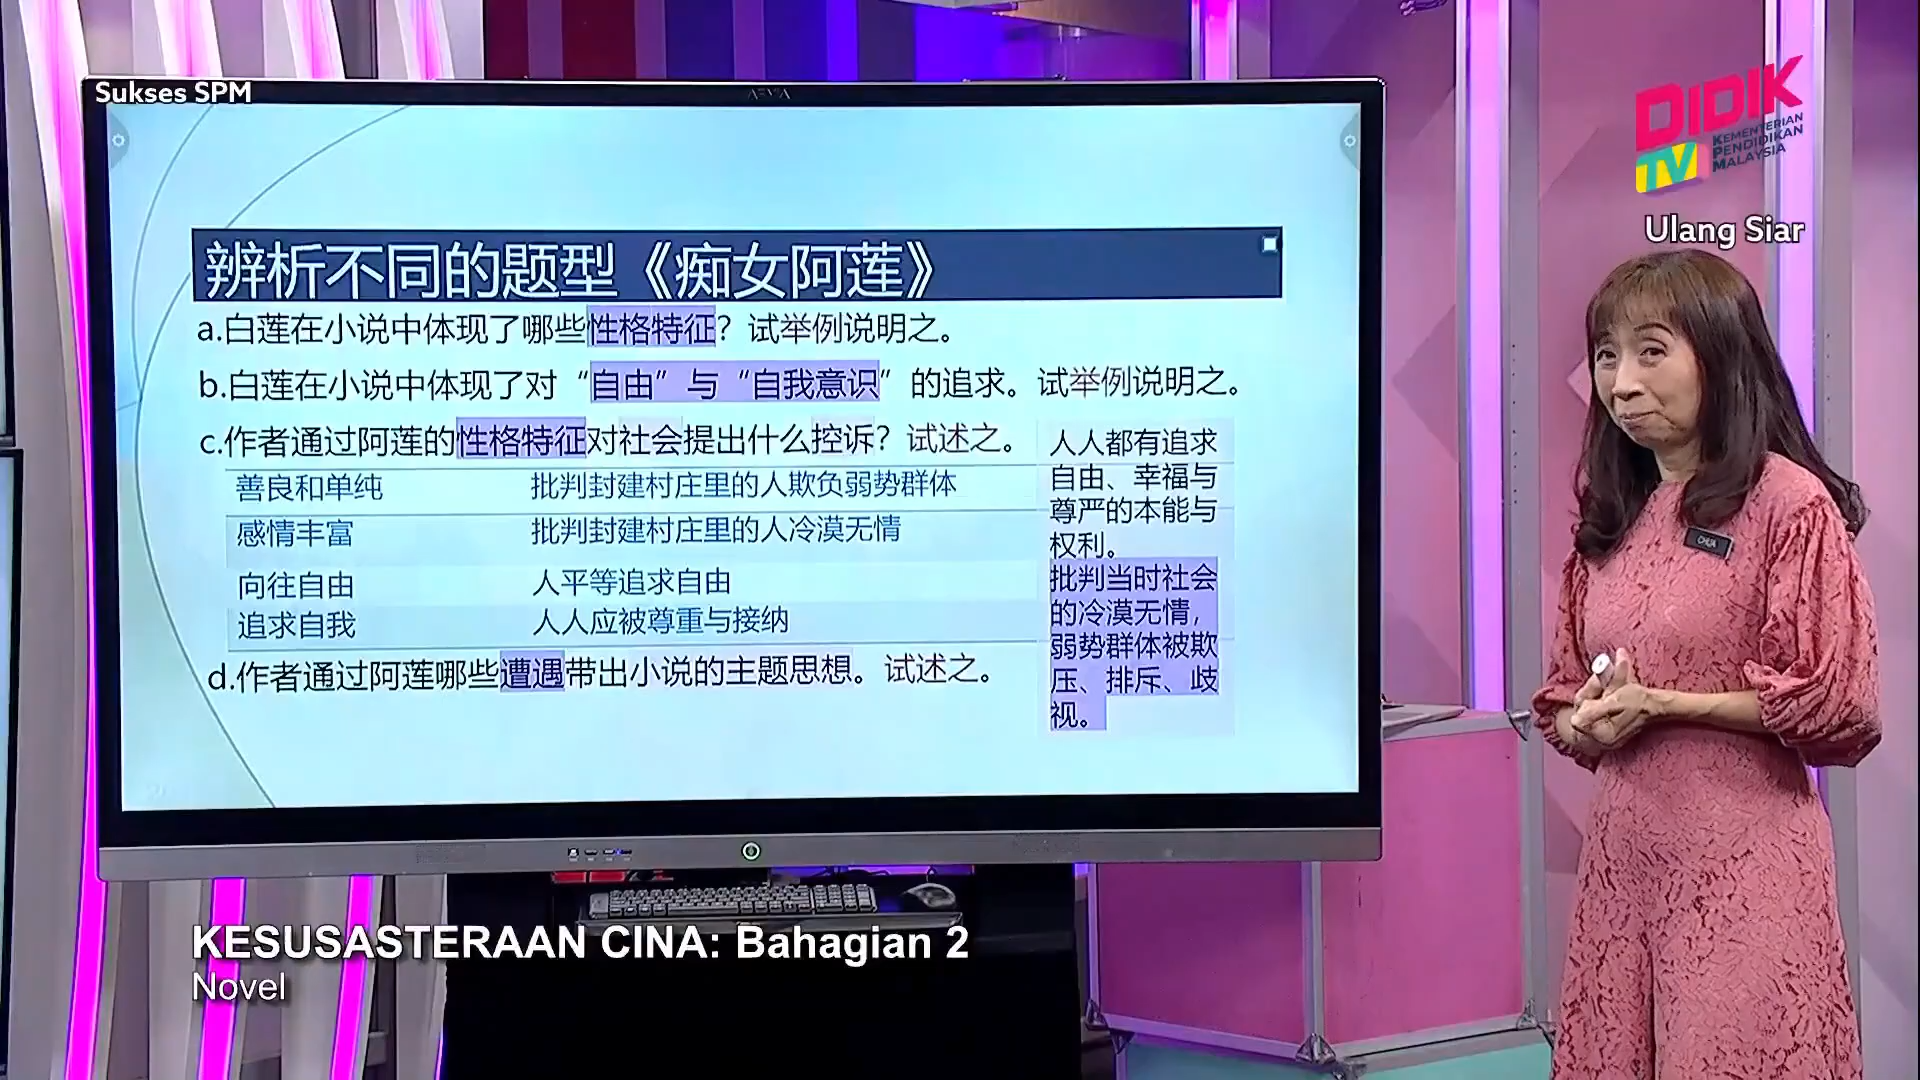 Sukses SPM
DIDIK
TV
KEMENTERIAN
PENDIDIKAN
MALAYSIA
Ulang Siar
辨析不同的题型《痴女阿莲》
a.白莲在小说中体现了哪些性格特征？试举例说明之。
b.白莲在小说中体现了对“自由”与“自我意识”的追求。试举例说明之。
c.作者通过阿莲的性格特征对社会提出什么控诉？试述之。
善良和单纯 批判封建村庄里的人欺负弱势群体
感情丰富 批判封建村庄里的人冷漠无情
向往自由 人平等追求自由
追求自我 人人应被尊重与接纳
人人都有追求
自由、幸福与
尊严的本能与
权利。
批判当时社会
的冷漠无情，
弱势群体被欺
压、排斥、歧
视。
d.作者通过阿莲哪些遭遇带出小说的主题思想。试述之。
CHUA
KESUSASTERAAN CINA: Bahagian 2
Novel